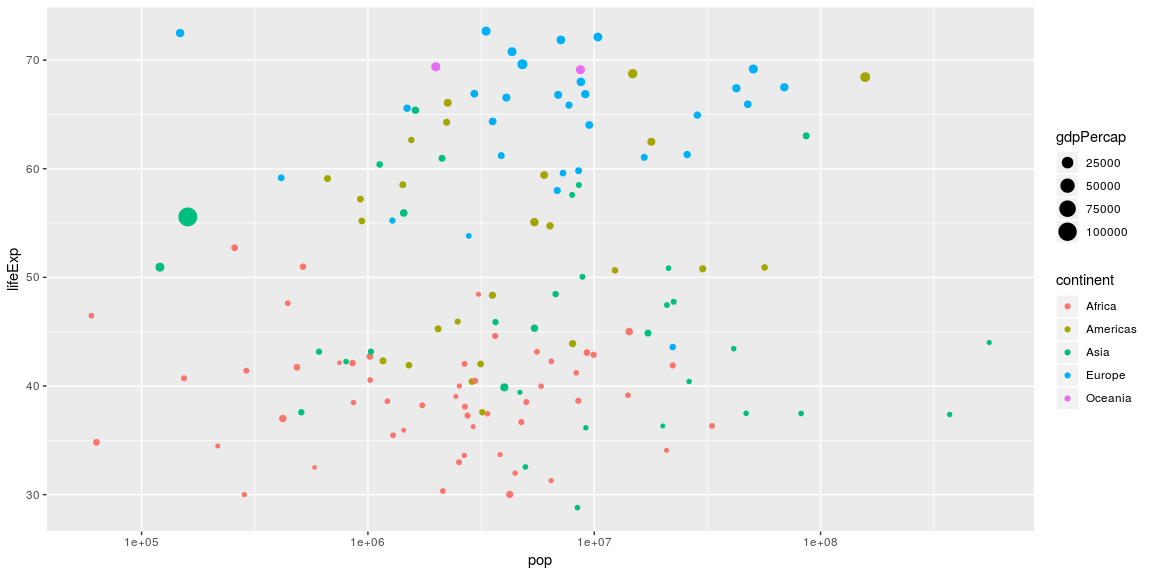 70
60
50
40
30
lifeExp
1e+05 1e+06 1e+07 1e+08
pop
gdpPercap
25000
50000
75000
100000
continent
Africa
Americas
Asia
Europe
Oceania